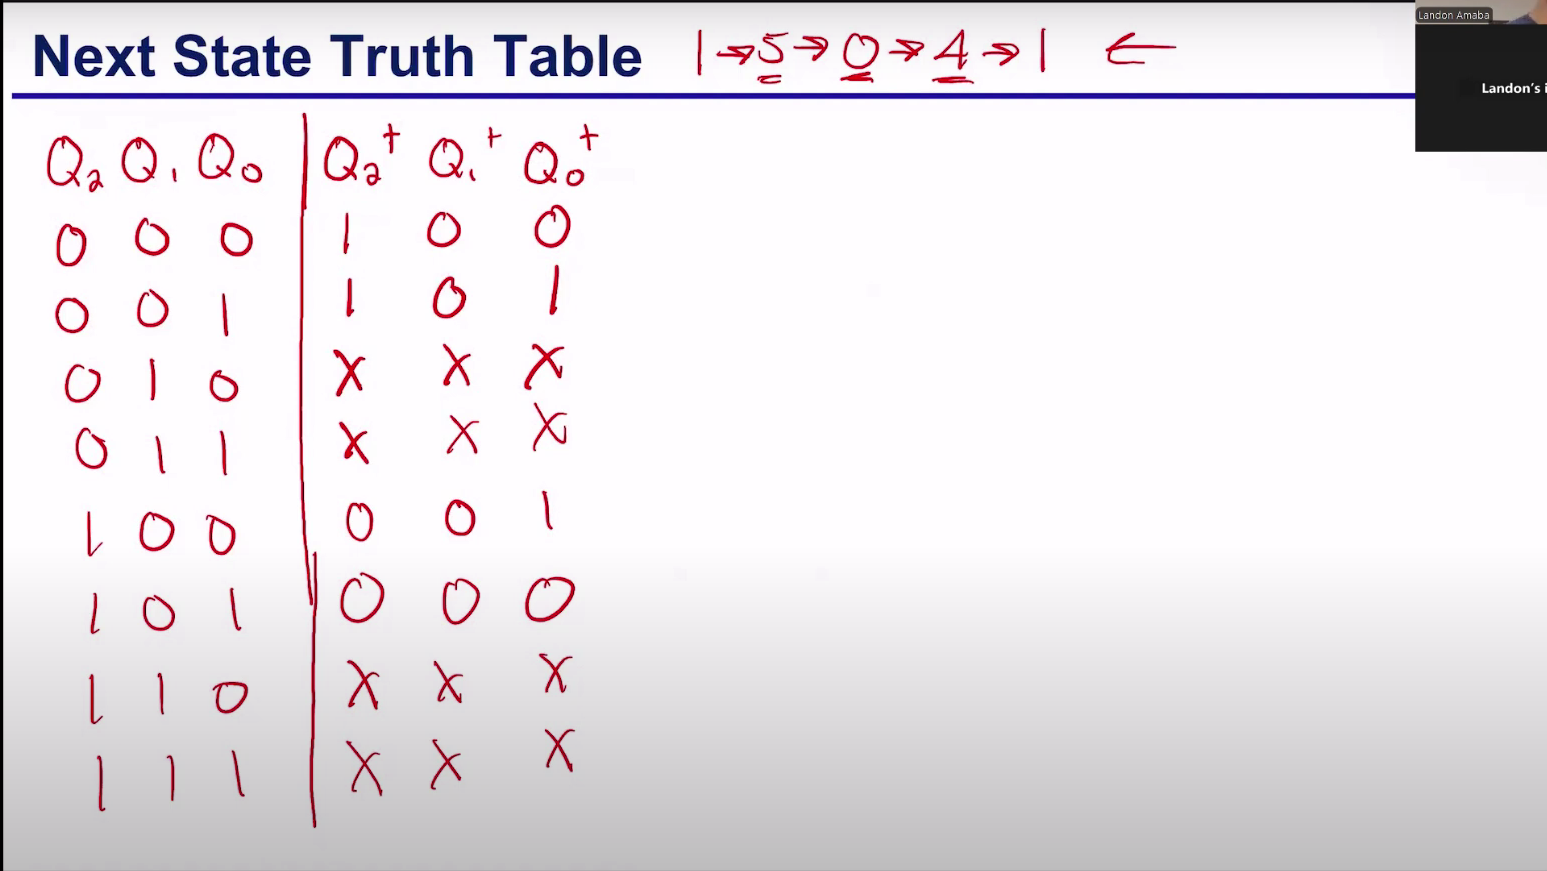 Landon Amaba
Next State Truth Table 1→5→0→4→1 ←
Landon's i
Q₂ Q₁ Q₀ | Q₂⁺ Q₁⁺ Q₀⁺
0 0 0 | 1 0 0
0 0 1 | 1 0 1
0 1 0 | X X X
0 1 1 | X X X
1 0 0 | 0 0 1
1 0 1 | 0 0 0
1 1 0 | X X X
1 1 1 | X X X